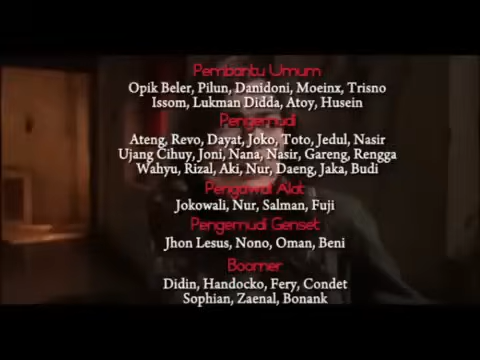 Pembantu Umum
Opik Beler, Pilun, Danidoni, Moeinx, Trisno
Issom, Lukman Didda, Atoy, Husein
Pengemudi
Ateng, Revo, Dayat, Joko, Toto, Jedul, Nasir
Ujang Cihuy, Joni, Nana, Nasir, Gareng, Rengga
Wahyu, Rizal, Aki, Nur, Daeng, Jaka, Budi
Pengawal Alat
Jokowali, Nur, Salman, Fuji
Pengemudi Genset
Jhon Lesus, Nono, Oman, Beni
Boomer
Didin, Handocko, Fery, Condet
Sophian, Zaenal, Bonank